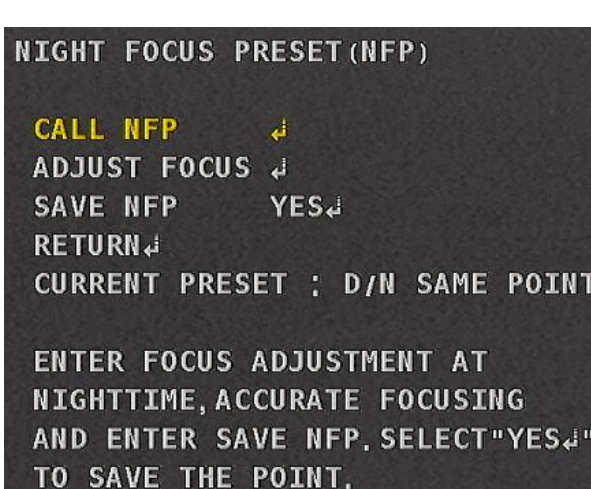 NIGHT FOCUS PRESET(NFP)
CALL NFP ↲
ADJUST FOCUS ↲
SAVE NFP YES↲
RETURN↲
CURRENT PRESET : D/N SAME POINT
ENTER FOCUS ADJUSTMENT AT
NIGHTTIME,ACCURATE FOCUSING
AND ENTER SAVE NFP.SELECT"YES↲"
TO SAVE THE POINT.